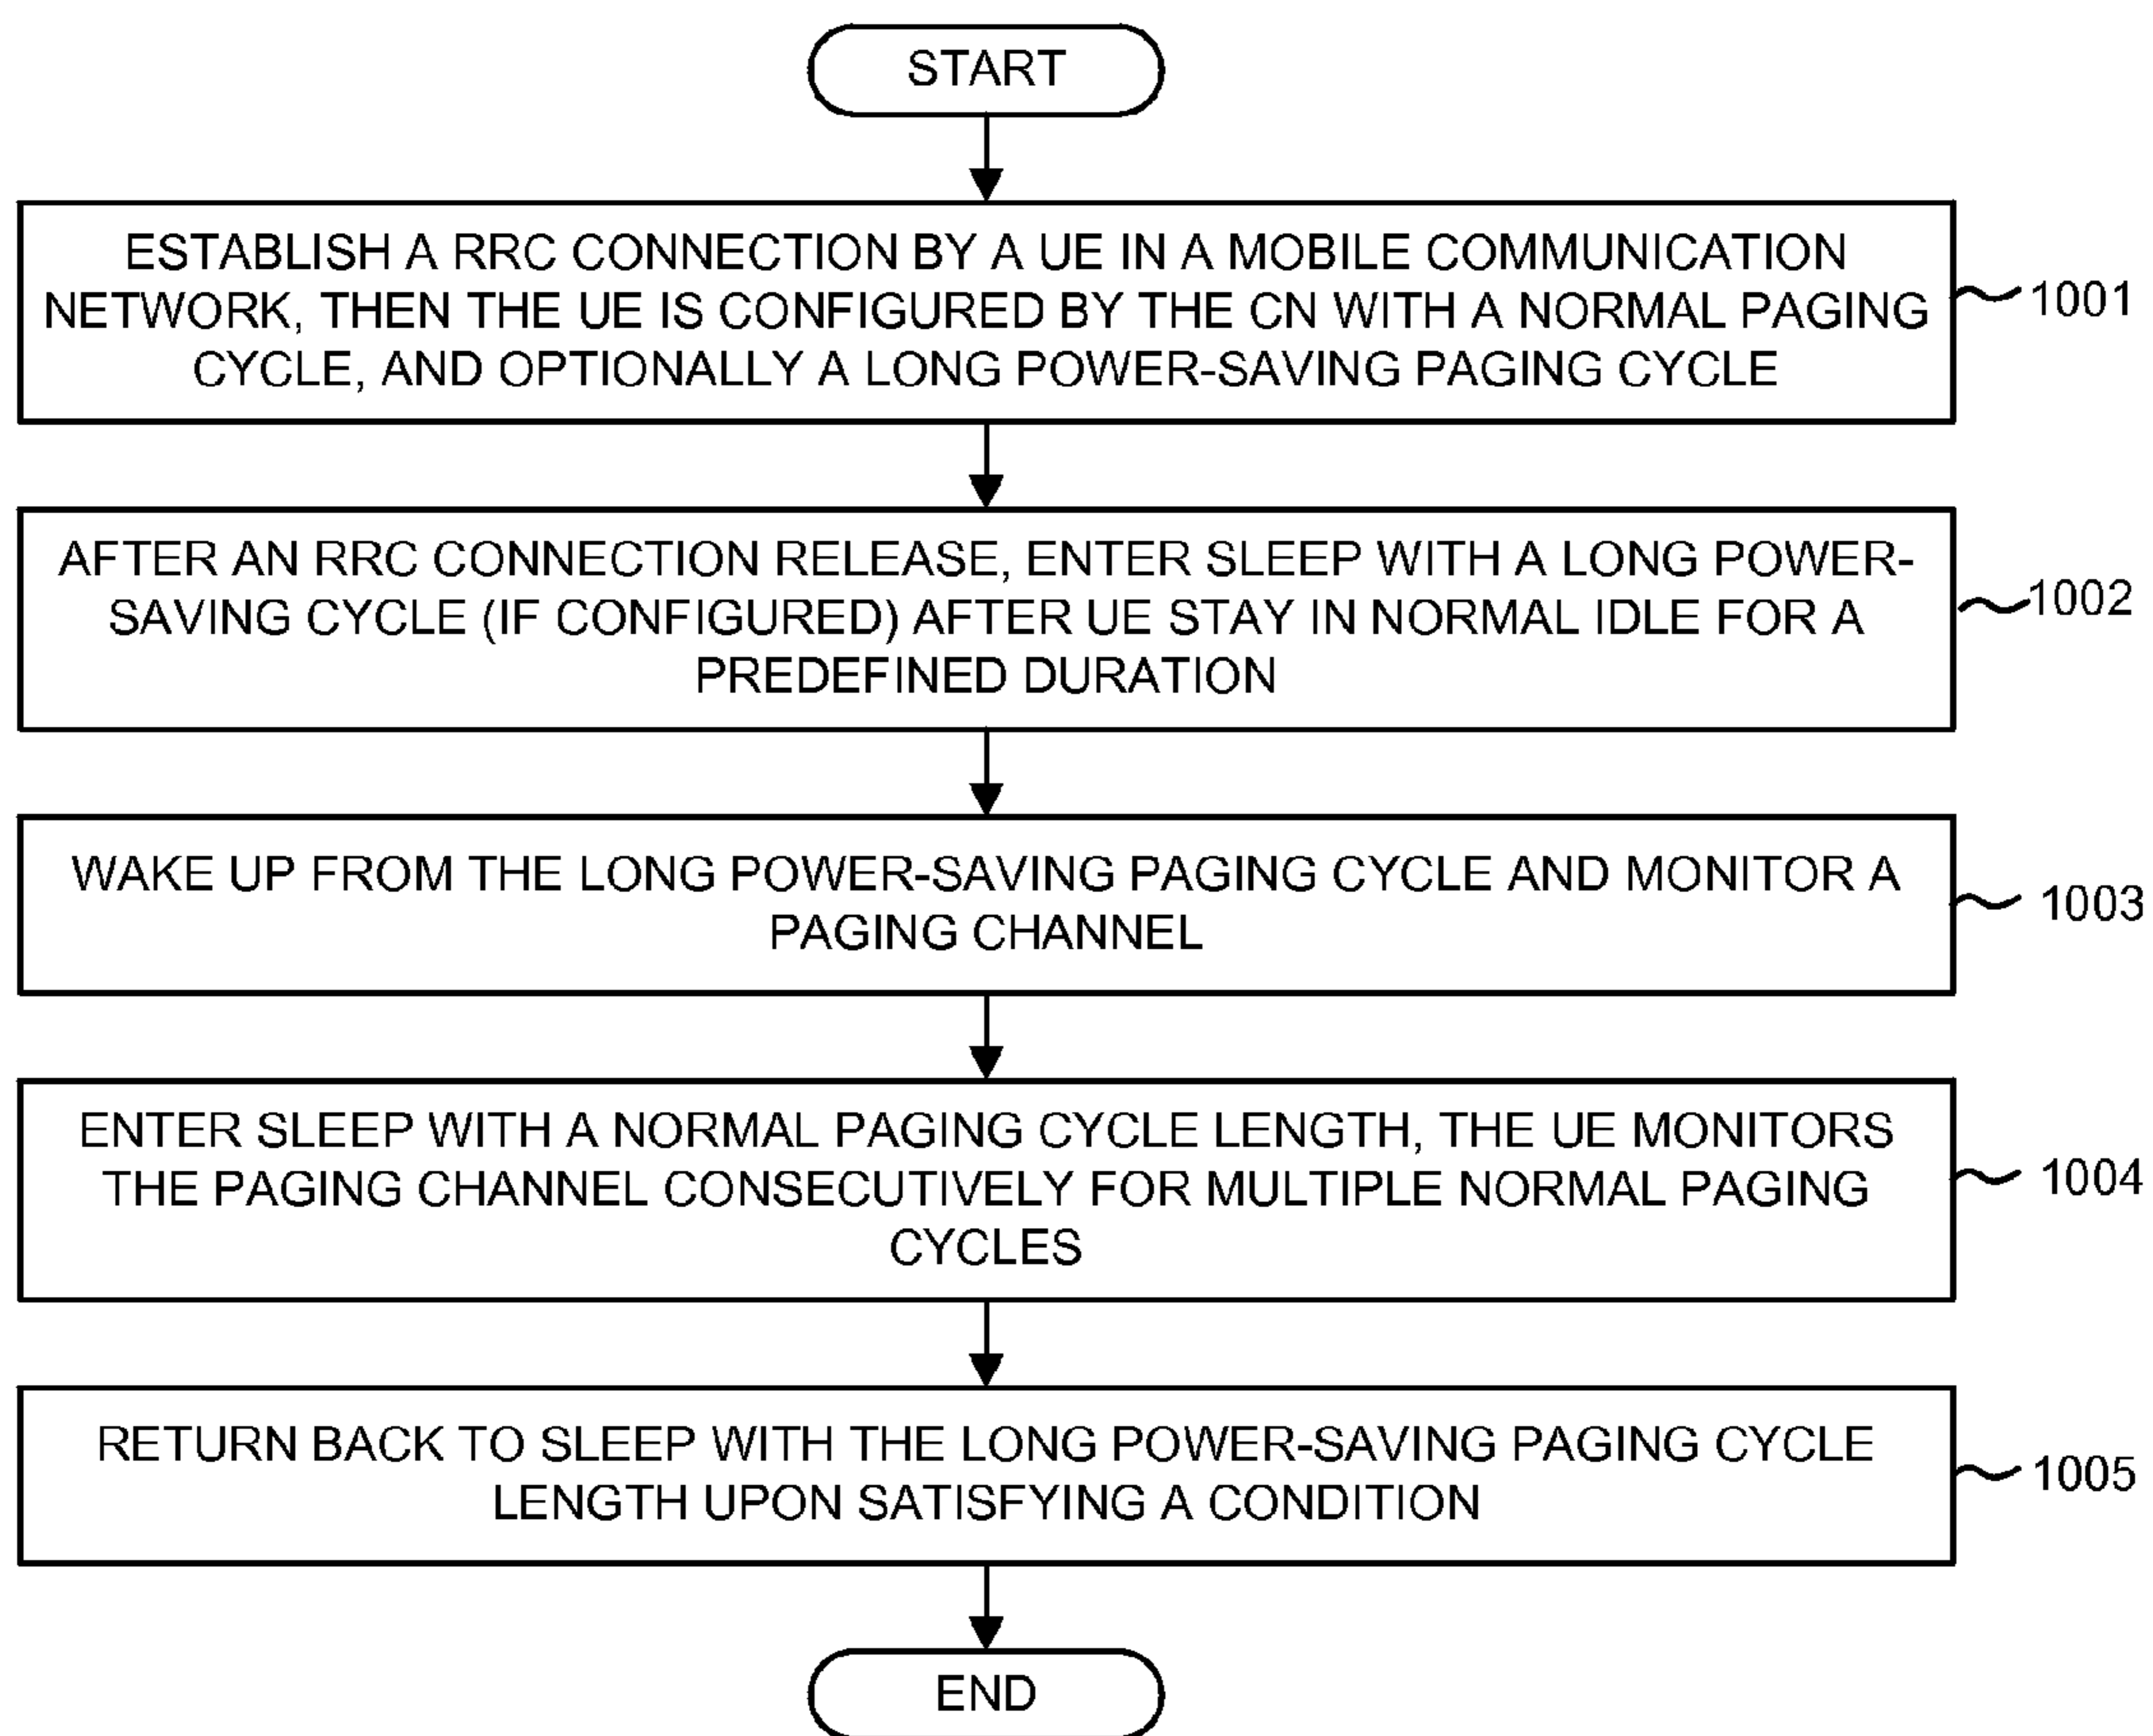 START
ESTABLISH A RRC CONNECTION BY A UE IN A MOBILE COMMUNICATION
NETWORK, THEN THE UE IS CONFIGURED BY THE CN WITH A NORMAL PAGING
CYCLE, AND OPTIONALLY A LONG POWER-SAVING PAGING CYCLE
1001
AFTER AN RRC CONNECTION RELEASE, ENTER SLEEP WITH A LONG POWER-
SAVING CYCLE (IF CONFIGURED) AFTER UE STAY IN NORMAL IDLE FOR A
PREDEFINED DURATION
1002
WAKE UP FROM THE LONG POWER-SAVING PAGING CYCLE AND MONITOR A
PAGING CHANNEL
1003
ENTER SLEEP WITH A NORMAL PAGING CYCLE LENGTH, THE UE MONITORS
THE PAGING CHANNEL CONSECUTIVELY FOR MULTIPLE NORMAL PAGING
CYCLES
1004
RETURN BACK TO SLEEP WITH THE LONG POWER-SAVING PAGING CYCLE
LENGTH UPON SATISFYING A CONDITION
1005
END